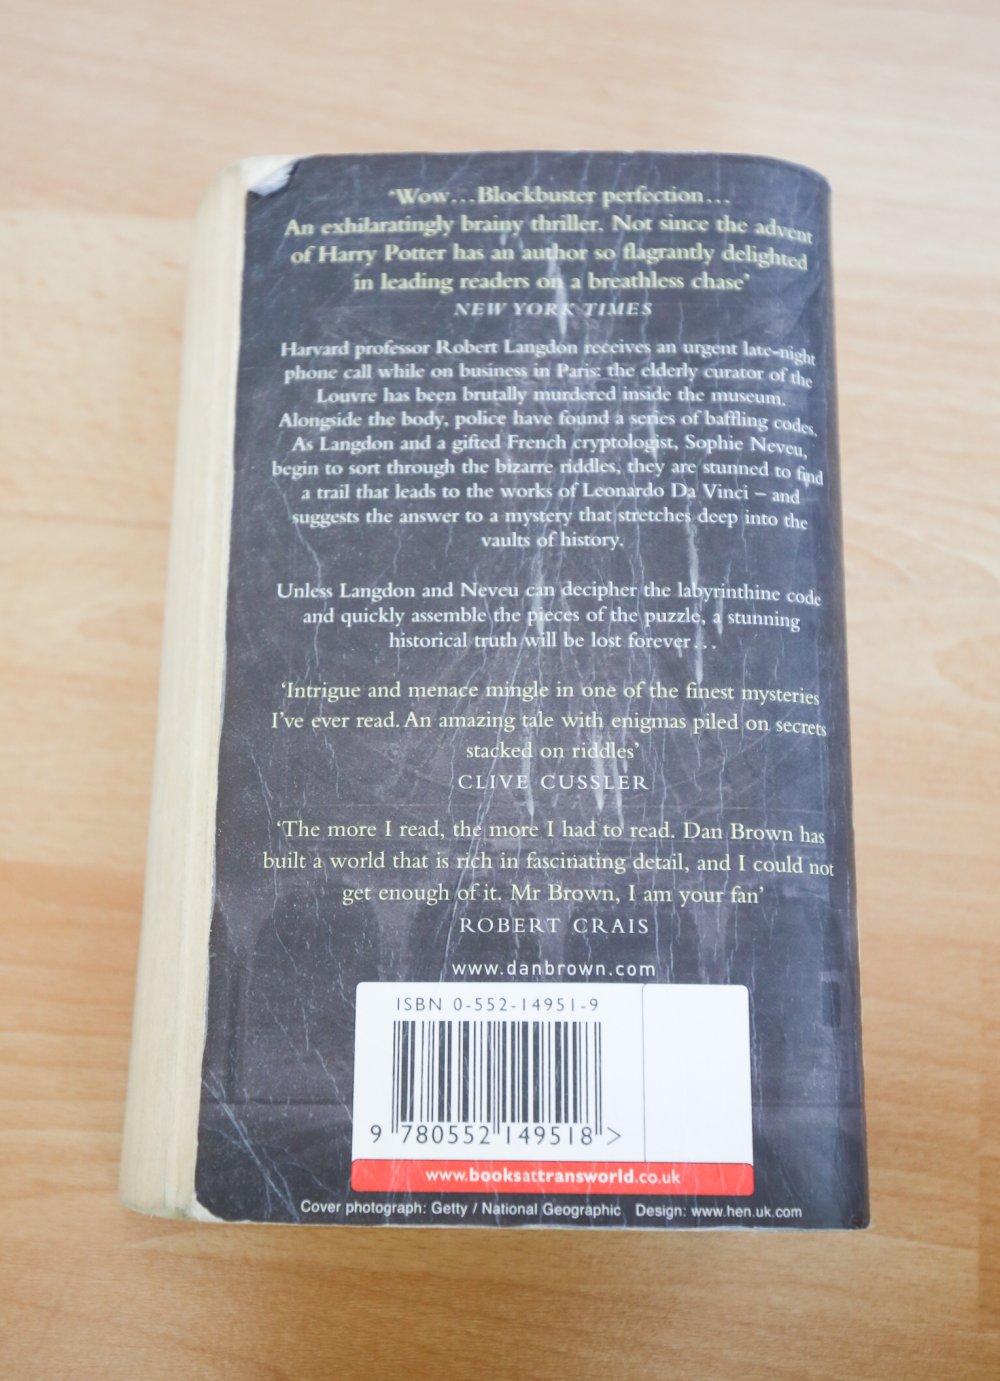 ‘Wow...Blockbuster perfection...
An exhilaratingly brainy thriller. Not since the advent
of Harry Potter has an author so flagrantly delighted
in leading readers on a breathless chase’
NEW YORK TIMES
Harvard professor Robert Langdon receives an urgent late-night
phone call while on business in Paris: the elderly curator of the
Louvre has been brutally murdered inside the museum.
Alongside the body, police have found a series of baffling codes.
As Langdon and a gifted French cryptologist, Sophie Neveu,
begin to sort through the bizarre riddles, they are stunned to find
a trail that leads to the works of Leonardo Da Vinci – and
suggests the answer to a mystery that stretches deep into the
vaults of history.
Unless Langdon and Neveu can decipher the labyrinthine code
and quickly assemble the pieces of the puzzle, a stunning
historical truth will be lost forever...
‘Intrigue and menace mingle in one of the finest mysteries
I’ve ever read. An amazing tale with enigmas piled on secrets
stacked on riddles’
CLIVE CUSSLER
‘The more I read, the more I had to read. Dan Brown has
built a world that is rich in fascinating detail, and I could not
get enough of it. Mr Brown, I am your fan’
ROBERT CRAIS
www.danbrown.com
ISBN 0-552-14951-9
9 780552 149518 >
www.booksattransworld.co.uk
Cover photograph: Getty / National Geographic Design: www.hen.uk.com